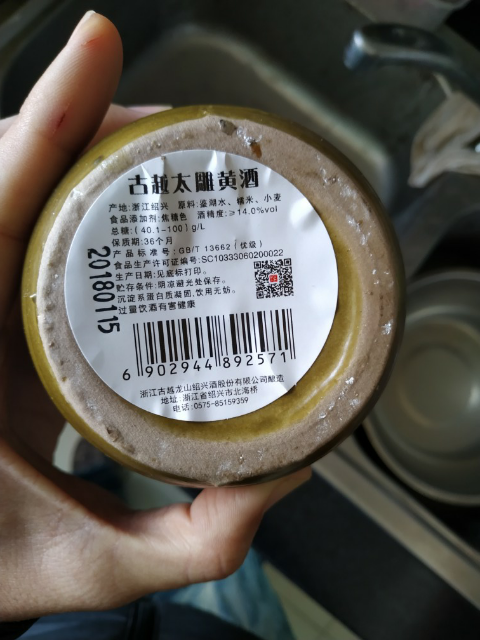 古越太雕黄酒
产地:浙江绍兴 原料:鉴湖水、糯米、小麦
食品添加剂:焦糖色 酒精度:≥14.0%vol
总糖:(40.1-100)g/L
保质期:36个月
产品标准号:GB/T 13662(优级)
食品生产许可证编号:SC10333060200022
生产日期:见底标打印。
贮存条件:阴凉避光处保存。
沉淀系蛋白质凝固,饮用无妨。
过量饮酒有害健康
20180115
6 902944 892571
浙江古越龙山绍兴酒股份有限公司酿造
地址:浙江省绍兴市北海桥
电话:0575-85159359